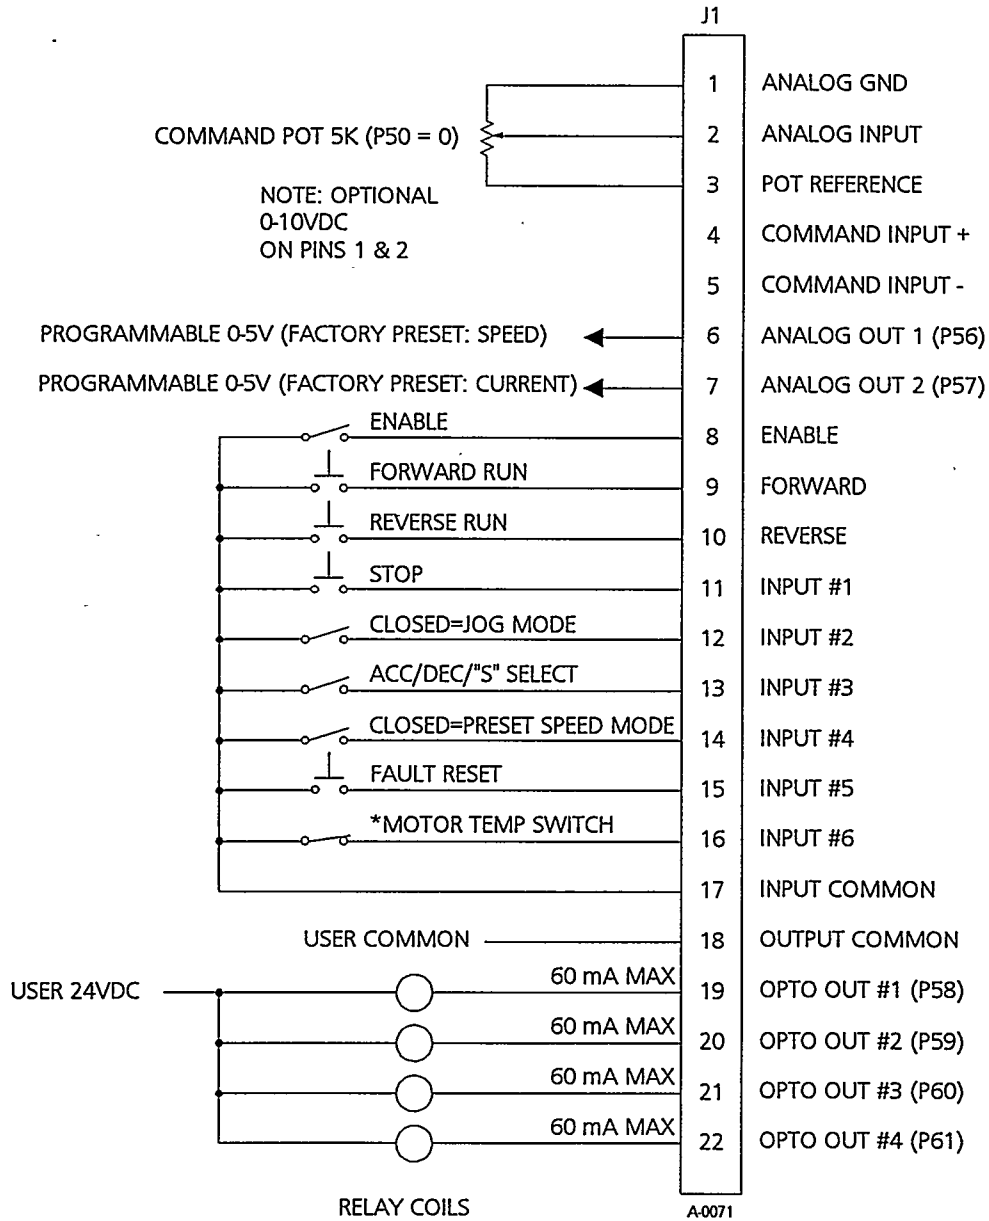 J1
1 ANALOG GND
COMMAND POT 5K (P50 = 0) 2 ANALOG INPUT
3 POT REFERENCE
NOTE: OPTIONAL
0-10VDC
ON PINS 1 & 2
4 COMMAND INPUT +
5 COMMAND INPUT -
PROGRAMMABLE 0-5V (FACTORY PRESET: SPEED) 6 ANALOG OUT 1 (P56)
PROGRAMMABLE 0-5V (FACTORY PRESET: CURRENT) 7 ANALOG OUT 2 (P57)
ENABLE 8 ENABLE
FORWARD RUN 9 FORWARD
REVERSE RUN 10 REVERSE
STOP 11 INPUT #1
CLOSED=JOG MODE 12 INPUT #2
ACC/DEC/"S" SELECT 13 INPUT #3
CLOSED=PRESET SPEED MODE 14 INPUT #4
FAULT RESET 15 INPUT #5
*MOTOR TEMP SWITCH 16 INPUT #6
17 INPUT COMMON
USER COMMON 18 OUTPUT COMMON
USER 24VDC 60 mA MAX 19 OPTO OUT #1 (P58)
60 mA MAX 20 OPTO OUT #2 (P59)
60 mA MAX 21 OPTO OUT #3 (P60)
60 mA MAX 22 OPTO OUT #4 (P61)
RELAY COILS
A-0071